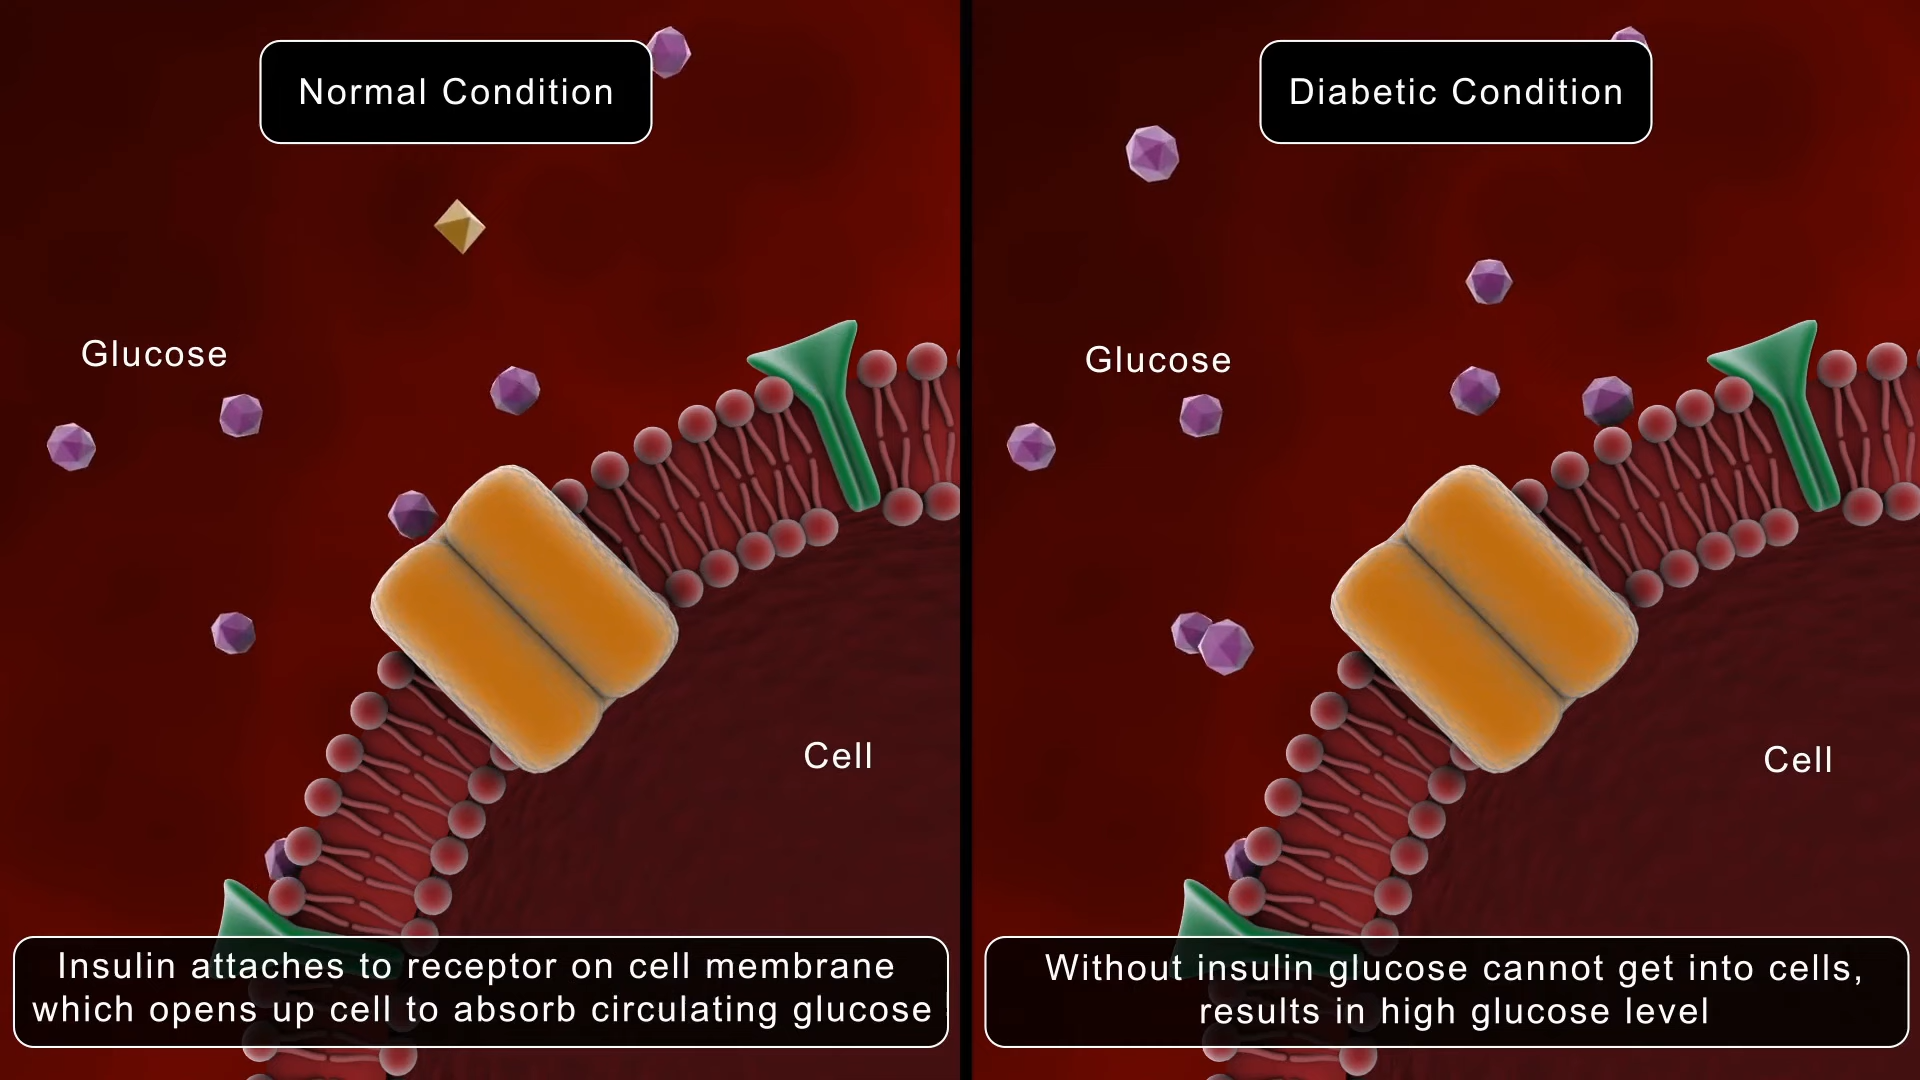 Normal Condition
Glucose
Cell
Insulin attaches to receptor on cell membrane
which opens up cell to absorb circulating glucose
Diabetic Condition
Glucose
Cell
Without insulin glucose cannot get into cells,
results in high glucose level